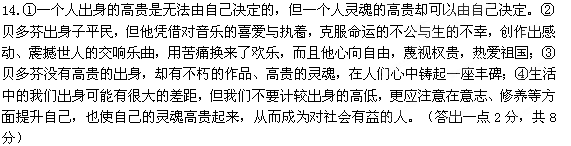 14.①一个人出身的高贵是无法由自己决定的，但一个人灵魂的高贵却可以由自己决定。②
贝多芬出身子平民，但他凭借对音乐的喜爱与执着，克服命运的不公与生的不幸，创作出感
动、震撼世人的交响乐曲，用苦痛换来了欢乐，而且他心向自由，蔑视权贵，热爱祖国；③
贝多芬没有高贵的出身，却有不朽的作品、高贵的灵魂，在人们心中铸起一座丰碑；④生活
中的我们出身可能有很大的差距，但我们不要计较出身的高低，更应注意在意志、修养等方
面提升自己，也使自己的灵魂高贵起来，从而成为对社会有益的人。（答出一点2分，共8
分）